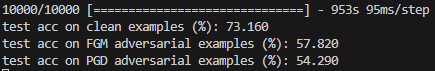 10000/10000 [==============================] - 953s 95ms/step
test acc on clean examples (%): 73.160
test acc on FGM adversarial examples (%): 57.820
test acc on PGD adversarial examples (%): 54.290